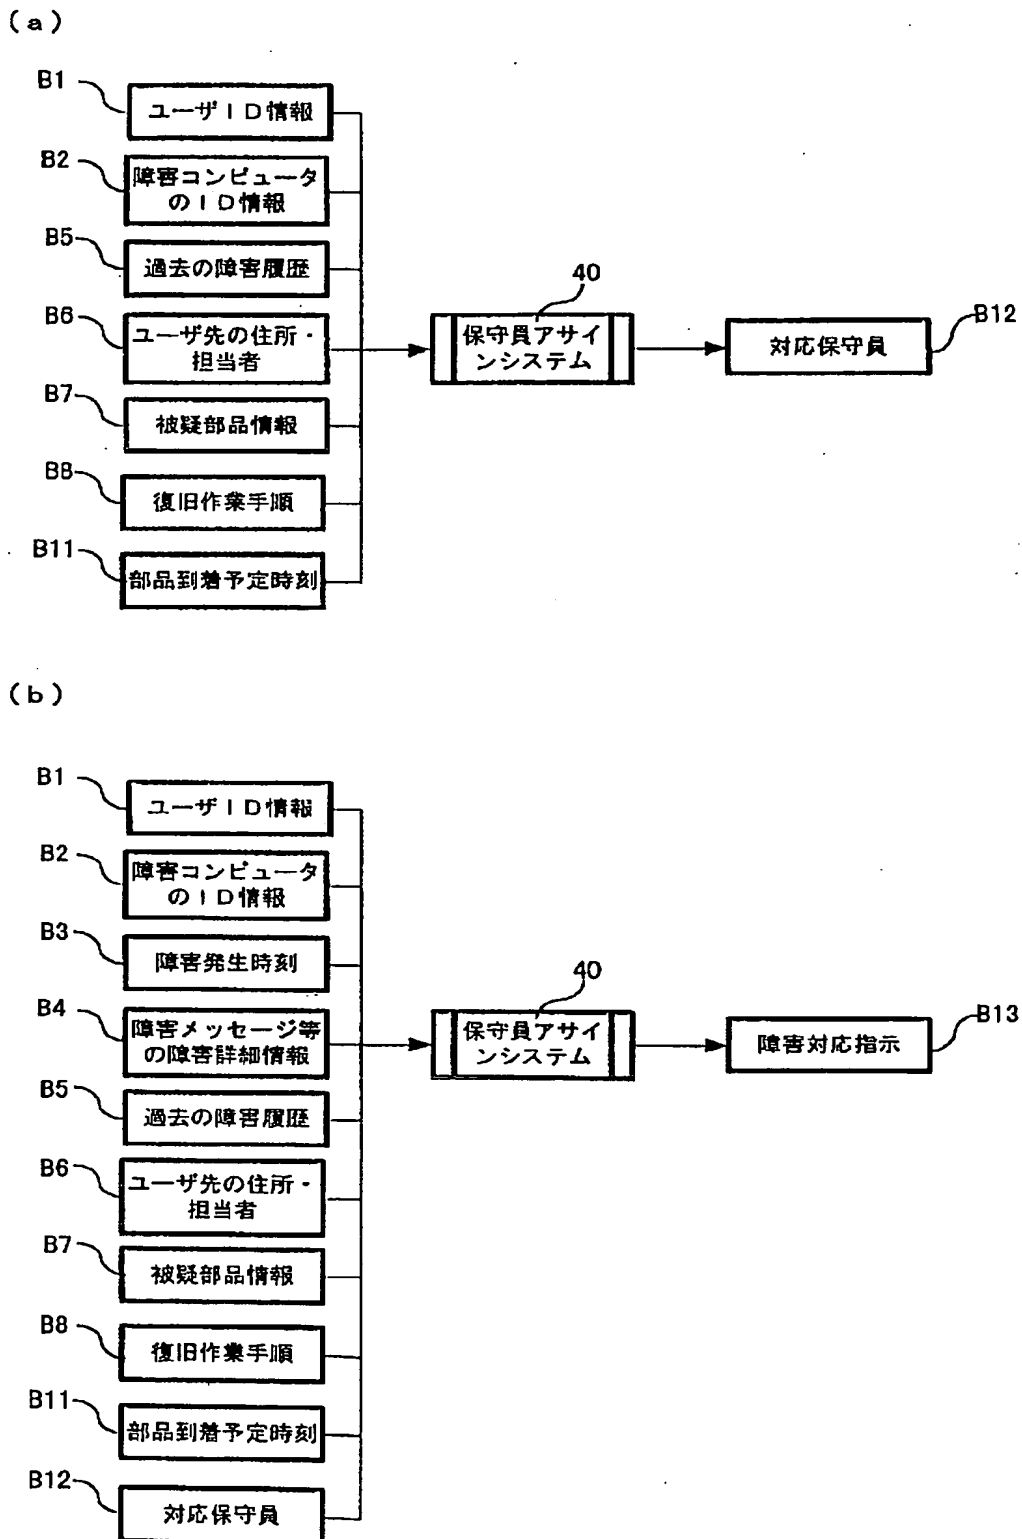 (a)
B1
ユーザID情報
B2
障害コンピュータ
のID情報
B5
過去の障害履歴
B6
ユーザ先の住所・
担当者
B7
被疑部品情報
B8
復旧作業手順
B11
部品到着予定時刻
40
保守員アサイ
ンシステム
B12
対応保守員
(b)
B1
ユーザID情報
B2
障害コンピュータ
のID情報
B3
障害発生時刻
B4
障害メッセージ等
の障害詳細情報
B5
過去の障害履歴
B6
ユーザ先の住所・
担当者
B7
被疑部品情報
B8
復旧作業手順
B11
部品到着予定時刻
B12
対応保守員
40
保守員アサイ
ンシステム
B13
障害対応指示